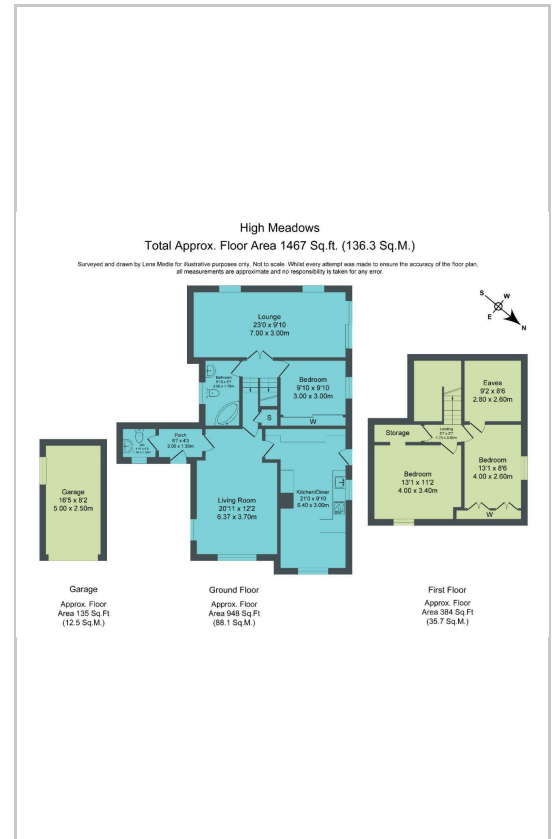 High Meadows
Total Approx. Floor Area 1467 Sq.ft. (136.3 Sq.M.)
Surveyed and drawn by Lens Media for illustrative purposes only. Not to scale. Whilst every attempt was made to ensure the accuracy of the floor plan,
all measurements are approximate and no responsibility is taken for any error.
S
W
E
N
Lounge
23'0 x 9'10
7.00 x 3.00m
Bathroom
Bedroom
9'10 x 9'10
3.00 x 3.00m
W
S
Porch
6'7 x 4'3
2.00 x 1.30m
Living Room
20'11 x 12'2
6.37 x 3.70m
Kitchen/Diner
21'0 x 9'10
6.40 x 3.00m
Garage
16'5 x 8'2
5.00 x 2.50m
Eaves
9'2 x 8'6
2.80 x 2.60m
Storage
Landing
Bedroom
13'1 x 11'2
4.00 x 3.40m
Bedroom
13'1 x 8'6
4.00 x 2.60m
W
Garage
Approx. Floor
Area 135 Sq.Ft
(12.5 Sq.M.)
Ground Floor
Approx. Floor
Area 948 Sq.Ft
(88.1 Sq.M.)
First Floor
Approx. Floor
Area 384 Sq.Ft
(35.7 Sq.M.)